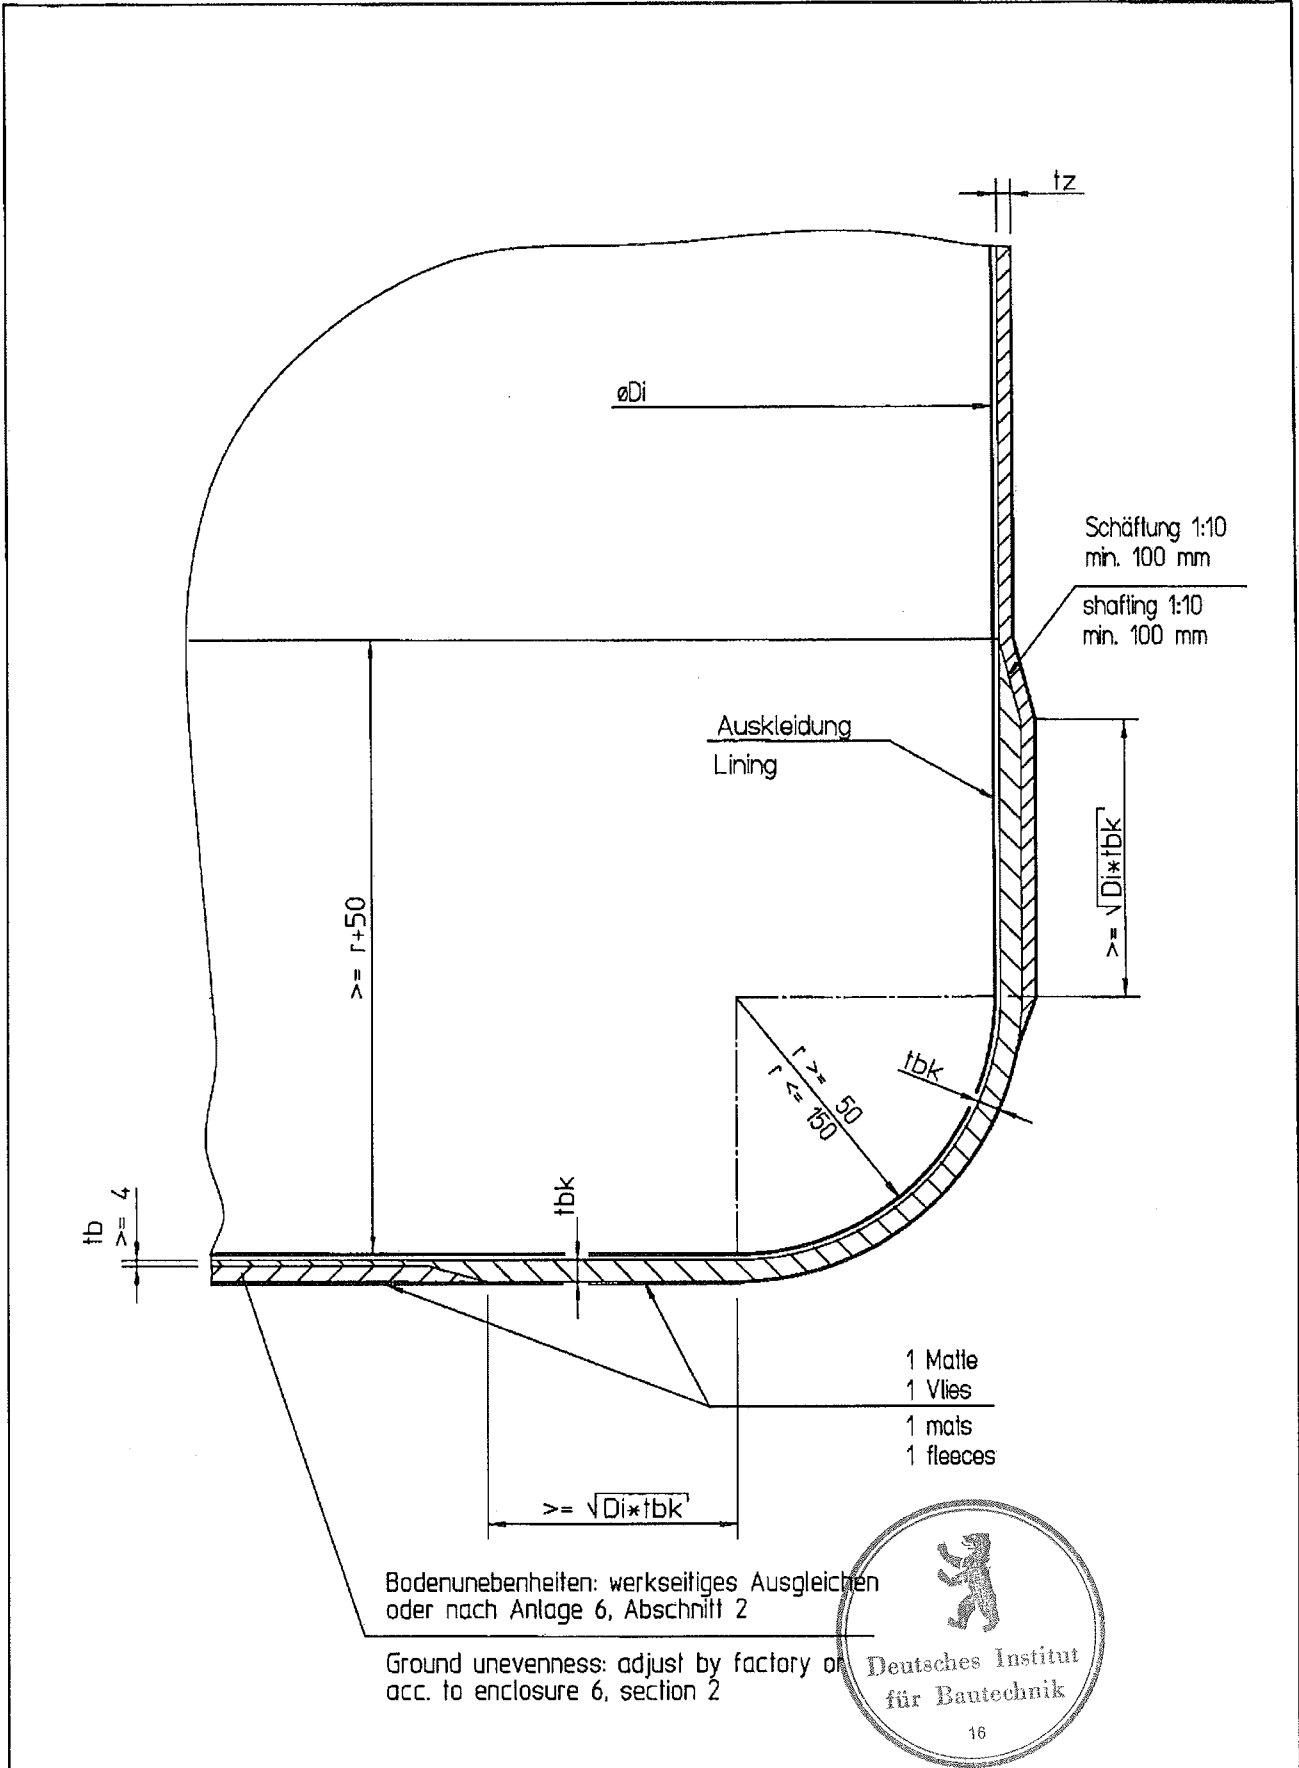 tz
øDi
Schäftung 1:10
min. 100 mm
shafting 1:10
min. 100 mm
Auskleidung
Lining
>= √Di*tbk
>= r+50
r >= 50
r <= 150
tbk
tbk
tb
>= 4
1 Matte
1 Vlies
1 mats
1 fleeces
>= √Di*tbk
Bodenunebenheiten: werkseitiges Ausgleichen
oder nach Anlage 6, Abschnitt 2
Ground unevenness: adjust by factory or
acc. to enclosure 6, section 2
Deutsches Institut
für Bautechnik
16